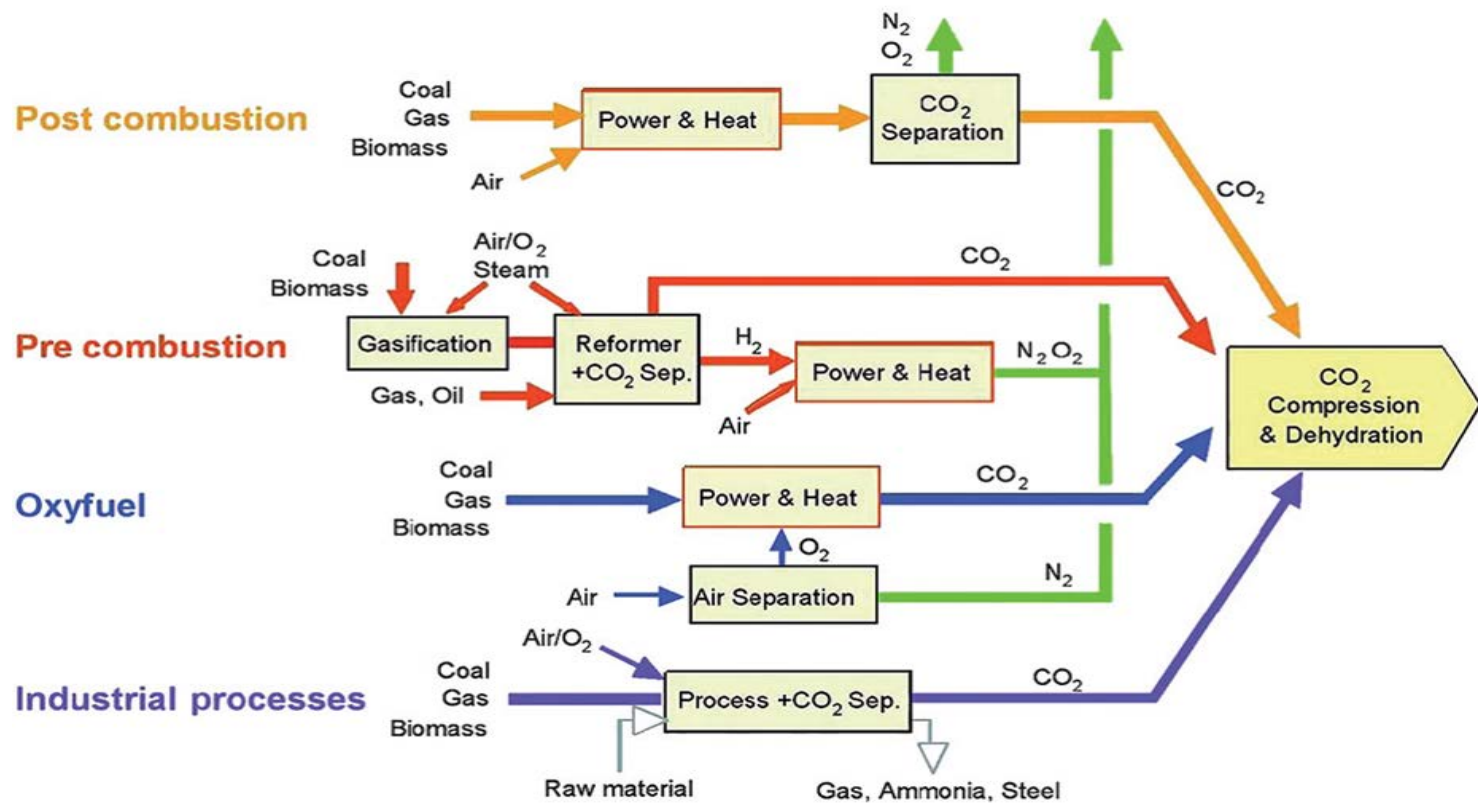 N₂
O₂
Post combustion
Coal
Gas
Biomass
Air
Power & Heat
CO₂
Separation
CO₂
Pre combustion
Coal
Biomass
Air/O₂
Steam
Gasification
Gas, Oil
Reformer
+CO₂ Sep.
CO₂
H₂
Air
Power & Heat
N₂ O₂
CO₂
Compression
& Dehydration
Oxyfuel
Coal
Gas
Biomass
Power & Heat
CO₂
O₂
Air
Air Separation
N₂
Industrial processes
Air/O₂
Coal
Gas
Biomass
Process +CO₂ Sep.
CO₂
Raw material
Gas, Ammonia, Steel